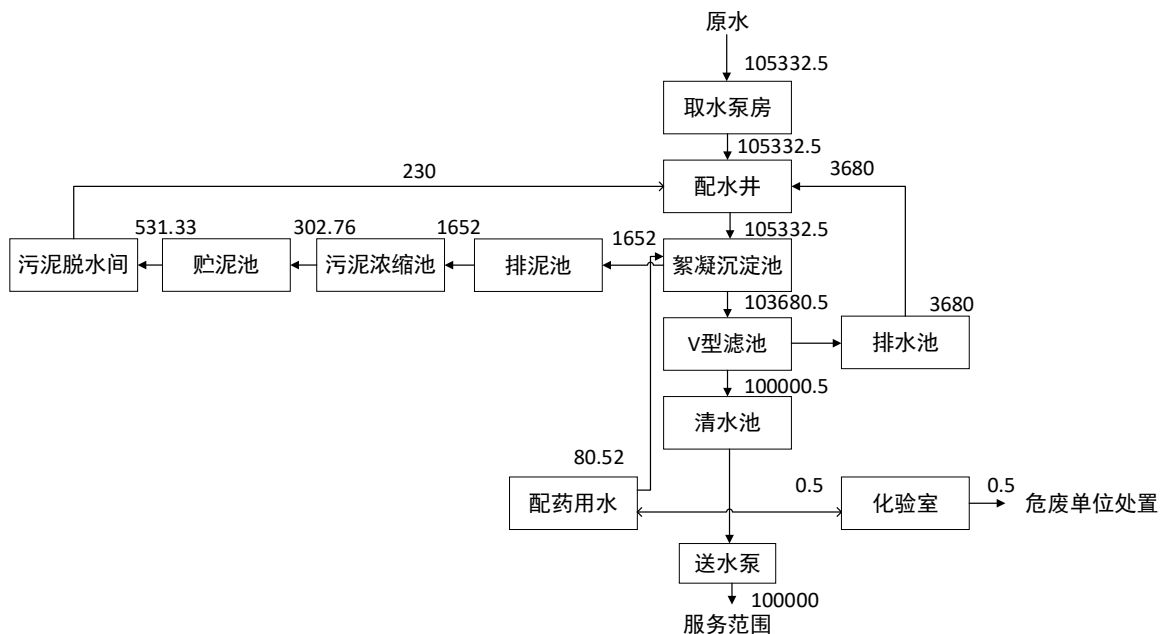 原水
105332.5
取水泵房
105332.5
230
3680
配水井
531.33
302.76
1652
1652
105332.5
污泥脱水间
贮泥池
污泥浓缩池
排泥池
絮凝沉淀池
103680.5
3680
V型滤池
排水池
100000.5
清水池
80.52
0.5
0.5
配药用水
化验室
危废单位处置
送水泵
100000
服务范围